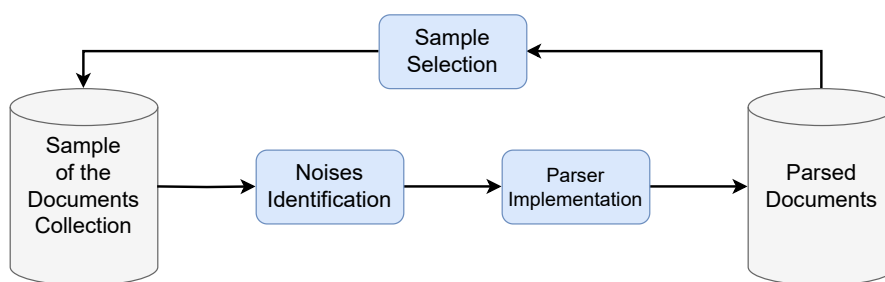 Sample
Selection
Sample
of the
Documents
Collection
Noises
Identification
Parser
Implementation
Parsed
Documents